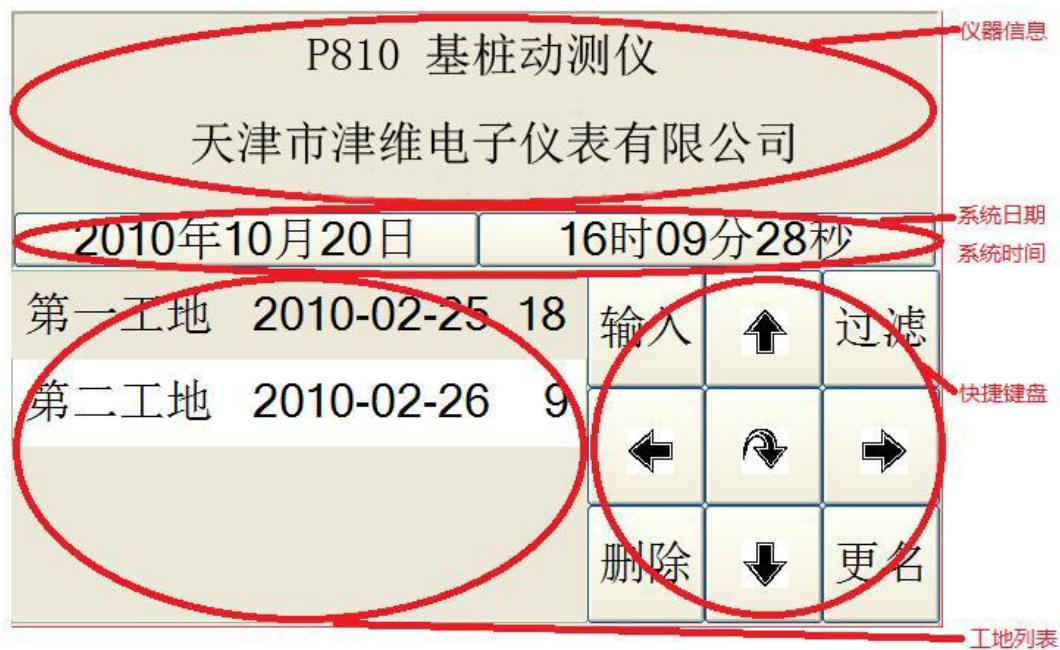 P810 基桩动测仪
仪器信息
天津市津维电子仪表有限公司
系统日期
2010年10月20日 16时09分28秒
系统时间
第一工地 2010-02-25 18
输入 过滤
第二工地 2010-02-26 9
快捷键盘
删除 更名
工地列表